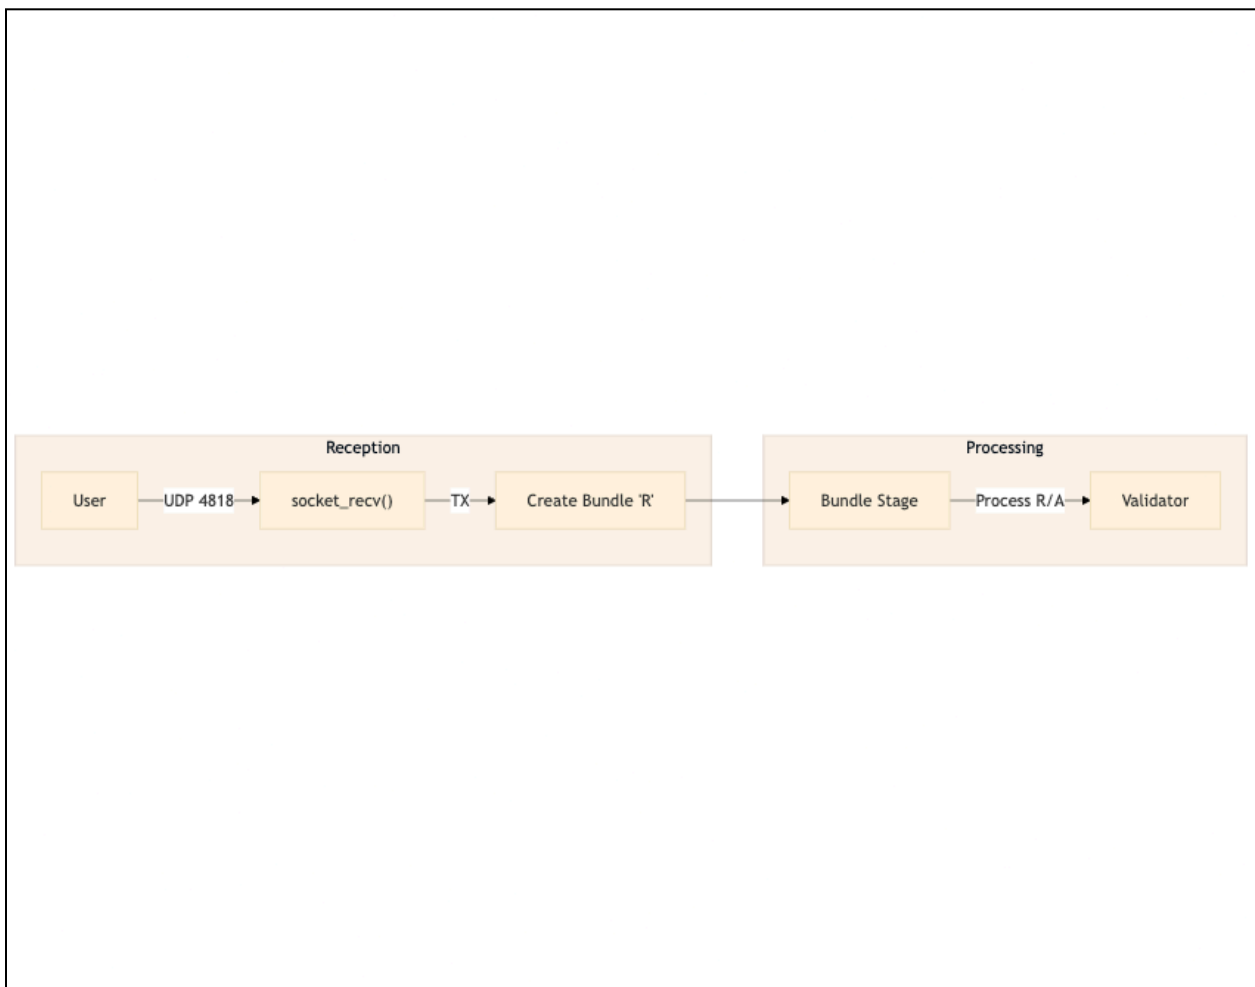 Reception
User
UDP 4818
socket_recv()
TX
Create Bundle 'R'
Processing
Bundle Stage
Process R/A
Validator